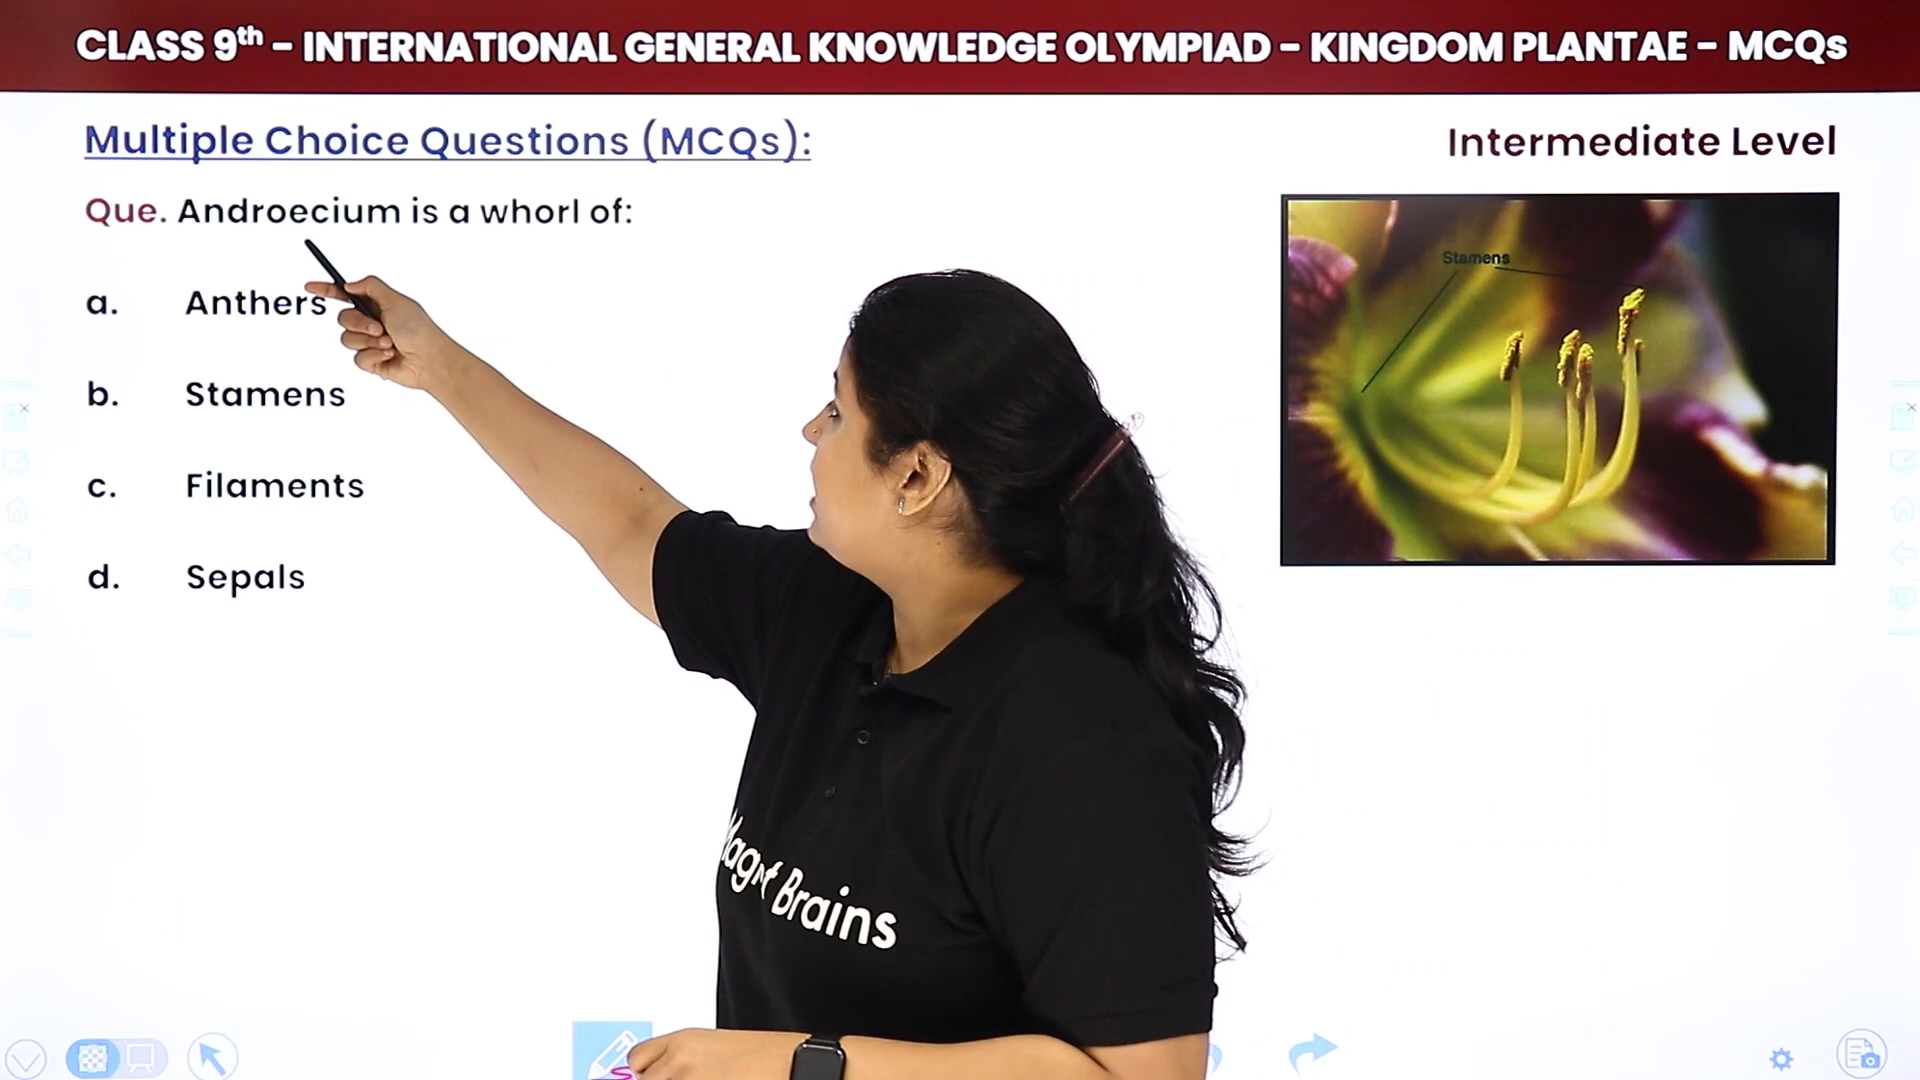 CLASS 9th – INTERNATIONAL GENERAL KNOWLEDGE OLYMPIAD – KINGDOM PLANTAE – MCQs
Multiple Choice Questions (MCQs):
Intermediate Level
Que. Androecium is a whorl of:
Stamens
a. Anthers
b. Stamens
c. Filaments
d. Sepals
Brains